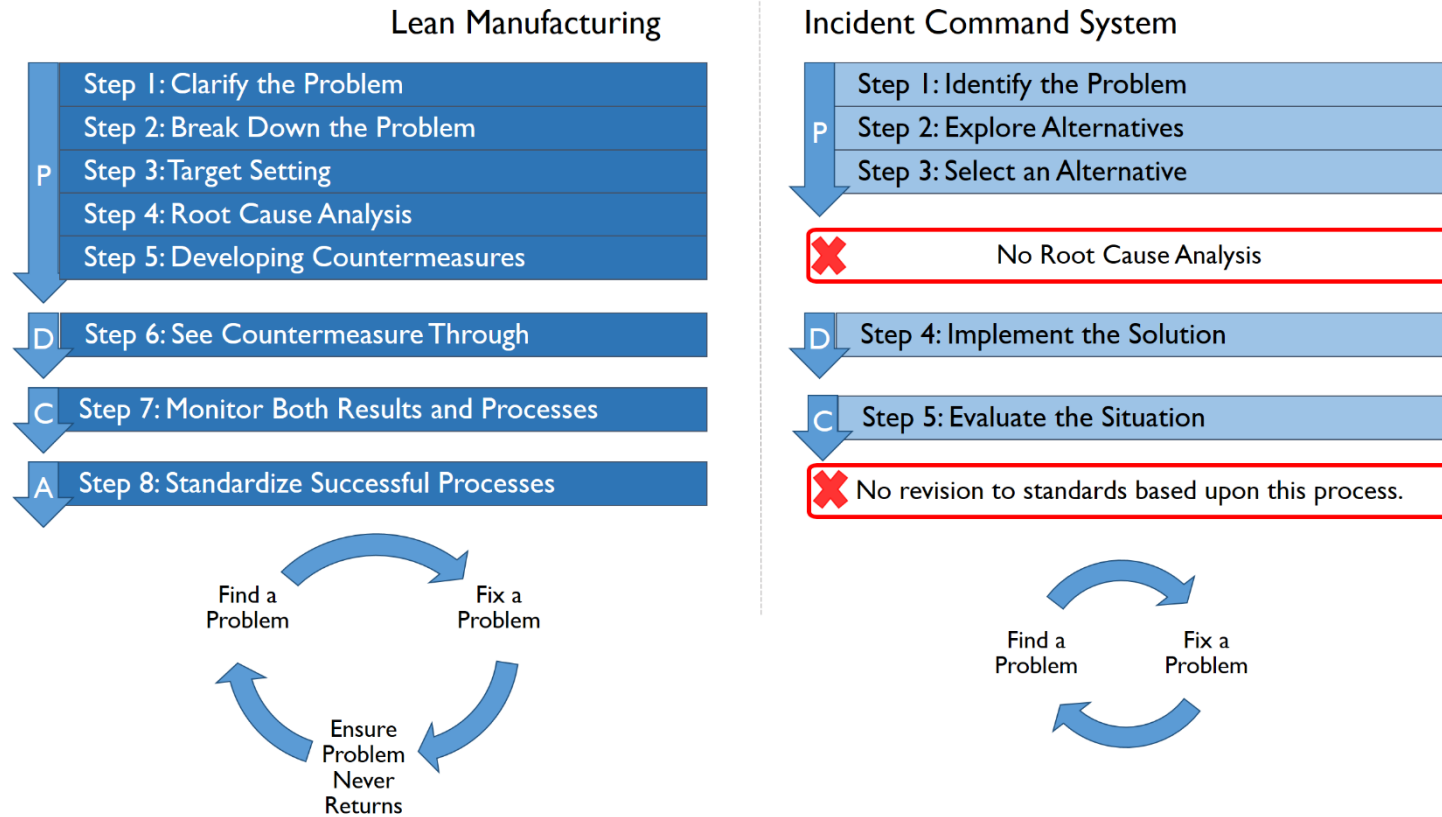 Lean Manufacturing
P
Step 1: Clarify the Problem
Step 2: Break Down the Problem
Step 3: Target Setting
Step 4: Root Cause Analysis
Step 5: Developing Countermeasures
D
Step 6: See Countermeasure Through
C
Step 7: Monitor Both Results and Processes
A
Step 8: Standardize Successful Processes
Find a
Problem
Fix a
Problem
Ensure
Problem
Never
Returns
Incident Command System
P
Step 1: Identify the Problem
Step 2: Explore Alternatives
Step 3: Select an Alternative
No Root Cause Analysis
D
Step 4: Implement the Solution
C
Step 5: Evaluate the Situation
No revision to standards based upon this process.
Find a
Problem
Fix a
Problem